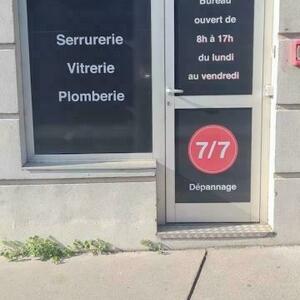 Serrurerie
Vitrerie
Plomberie
Bureau
ouvert de
8h à 17h
du lundi
au vendredi
7/7
Dépannage